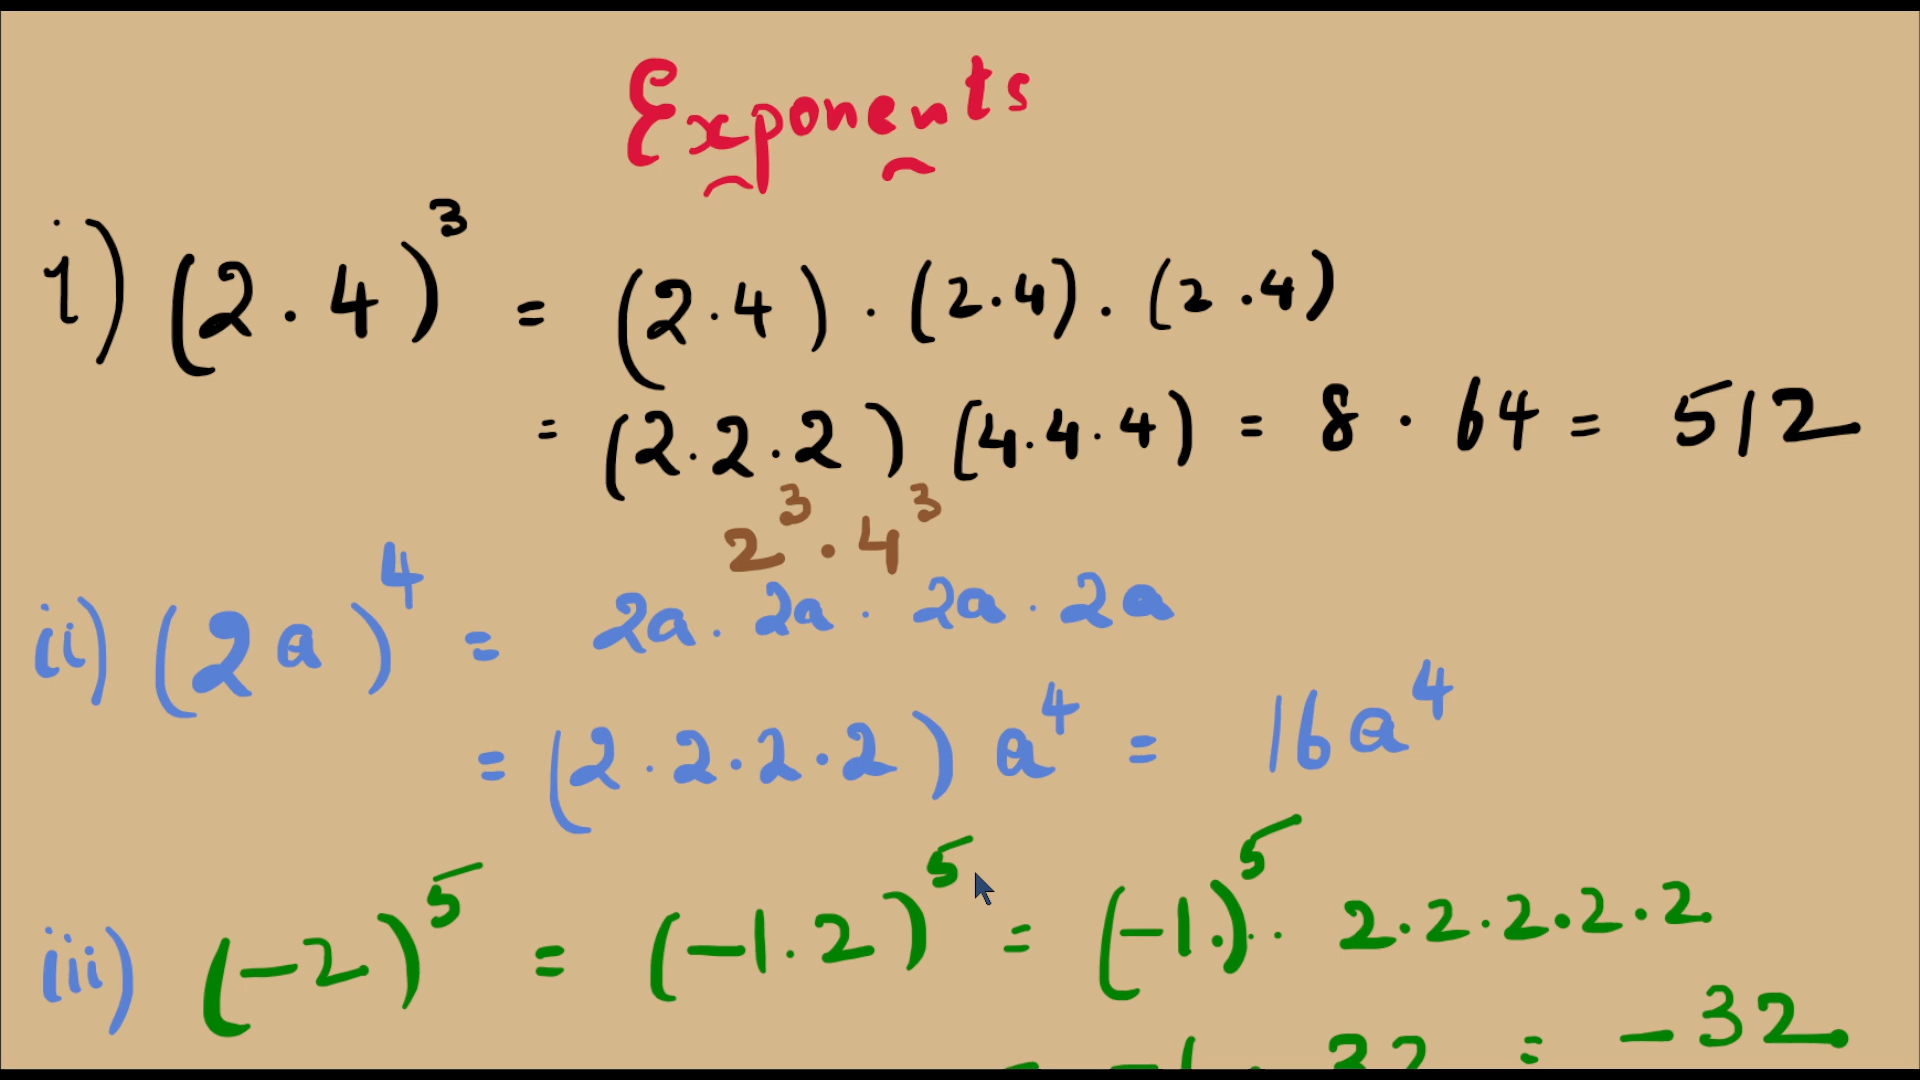 Exponents
i) (2 . 4)³ = (2 . 4) . (2 . 4) . (2 . 4)
= (2 . 2 . 2) (4 . 4 . 4) = 8 . 64 = 512
2³ . 4³
ii) (2a)⁴ = 2a . 2a . 2a . 2a
= (2 . 2 . 2 . 2) a⁴ = 16a⁴
iii) (-2)⁵ = (-1 . 2)⁵ = (-1.)⁵ . . 2 . 2 . 2 . 2 . 2
= -1 . 32 = -32